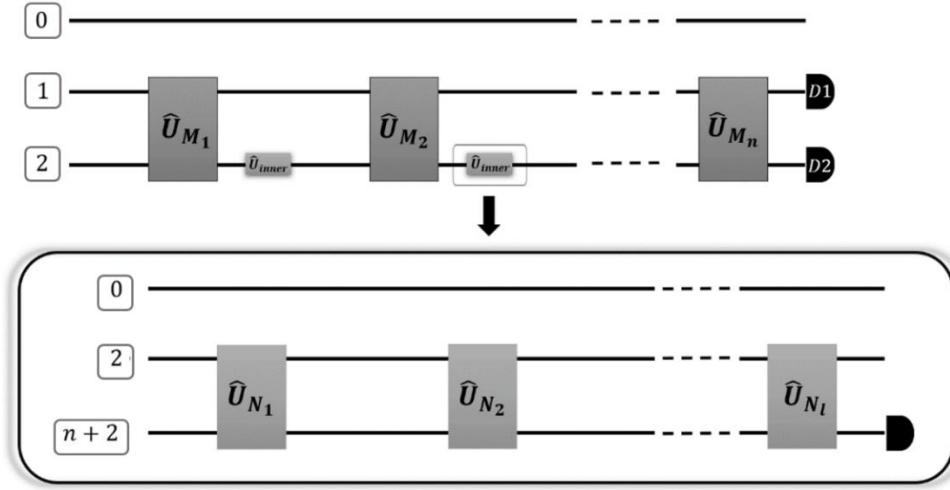 0
1
Û_{M_1}
Û_{M_2}
Û_{M_n}
D1
2
Û_{inner}
Û_{inner}
D2
0
2
Û_{N_1}
Û_{N_2}
Û_{N_l}
n + 2